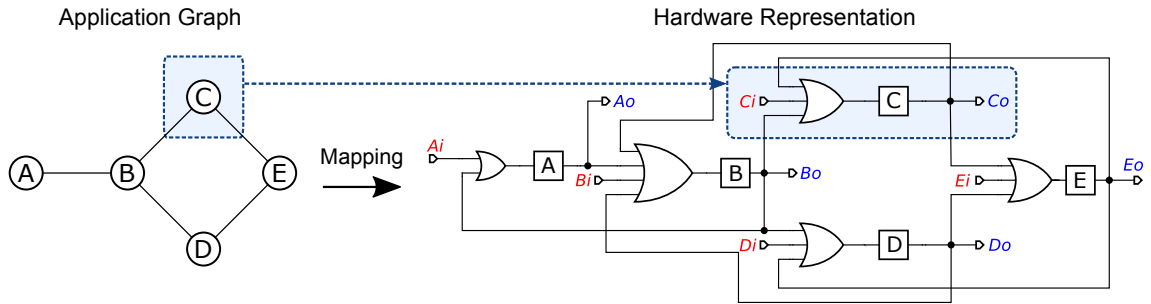 Application Graph
Hardware Representation
C
A
B
E
D
Mapping
Ai
A
Ao
Bi
B
Bo
Ci
C
Co
Di
D
Do
Ei
E
Eo